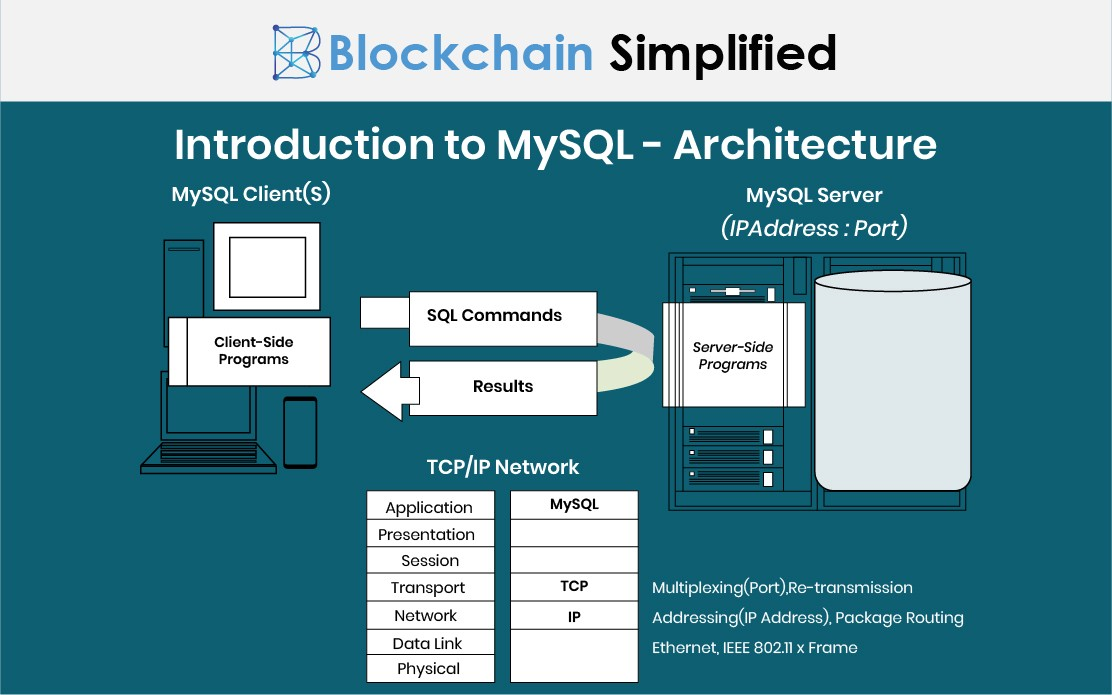 Blockchain Simplified
Introduction to MySQL - Architecture
MySQL Client(S)
MySQL Server
(IPAddress : Port)
Client-Side
Programs
SQL Commands
Results
Server-Side
Programs
TCP/IP Network
Application
MySQL
Presentation
Session
Transport
TCP
Multiplexing(Port),Re-transmission
Network
IP
Addressing(IP Address), Package Routing
Data Link
Ethernet, IEEE 802.11 x Frame
Physical